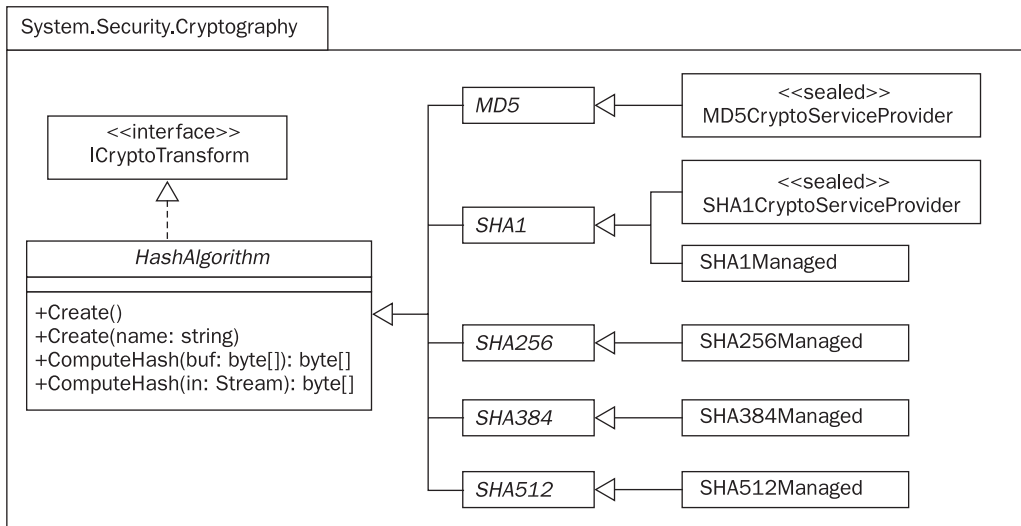 System.Security.Cryptography
<<interface>>
ICryptoTransform
HashAlgorithm
+Create()
+Create(name: string)
+ComputeHash(buf: byte[]): byte[]
+ComputeHash(in: Stream): byte[]
MD5
<<sealed>>
MD5CryptoServiceProvider
SHA1
<<sealed>>
SHA1CryptoServiceProvider
SHA1Managed
SHA256
SHA256Managed
SHA384
SHA384Managed
SHA512
SHA512Managed